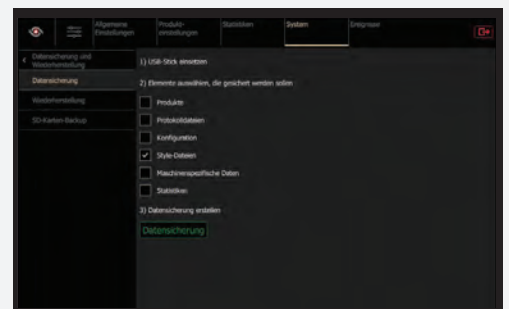 Allgemeine
Einstellungen
Produkt-
einstellungen
Statistiken
System
Ereignisse
Datensicherung und
Wiederherstellung
Datensicherung
Wiederherstellung
SD-Karten-Backup
1) USB-Stick einsetzen
2) Elemente auswählen, die gesichert werden sollen
Produkte
Protokolldateien
Konfiguration
Style-Dateien
Maschinenspezifische Daten
Statistiken
3) Datensicherung erstellen
Datensicherung